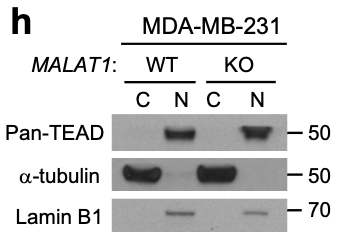 h
MDA-MB-231
MALAT1: WT KO
C N C N
Pan-TEAD 50
α-tubulin 50
Lamin B1 70